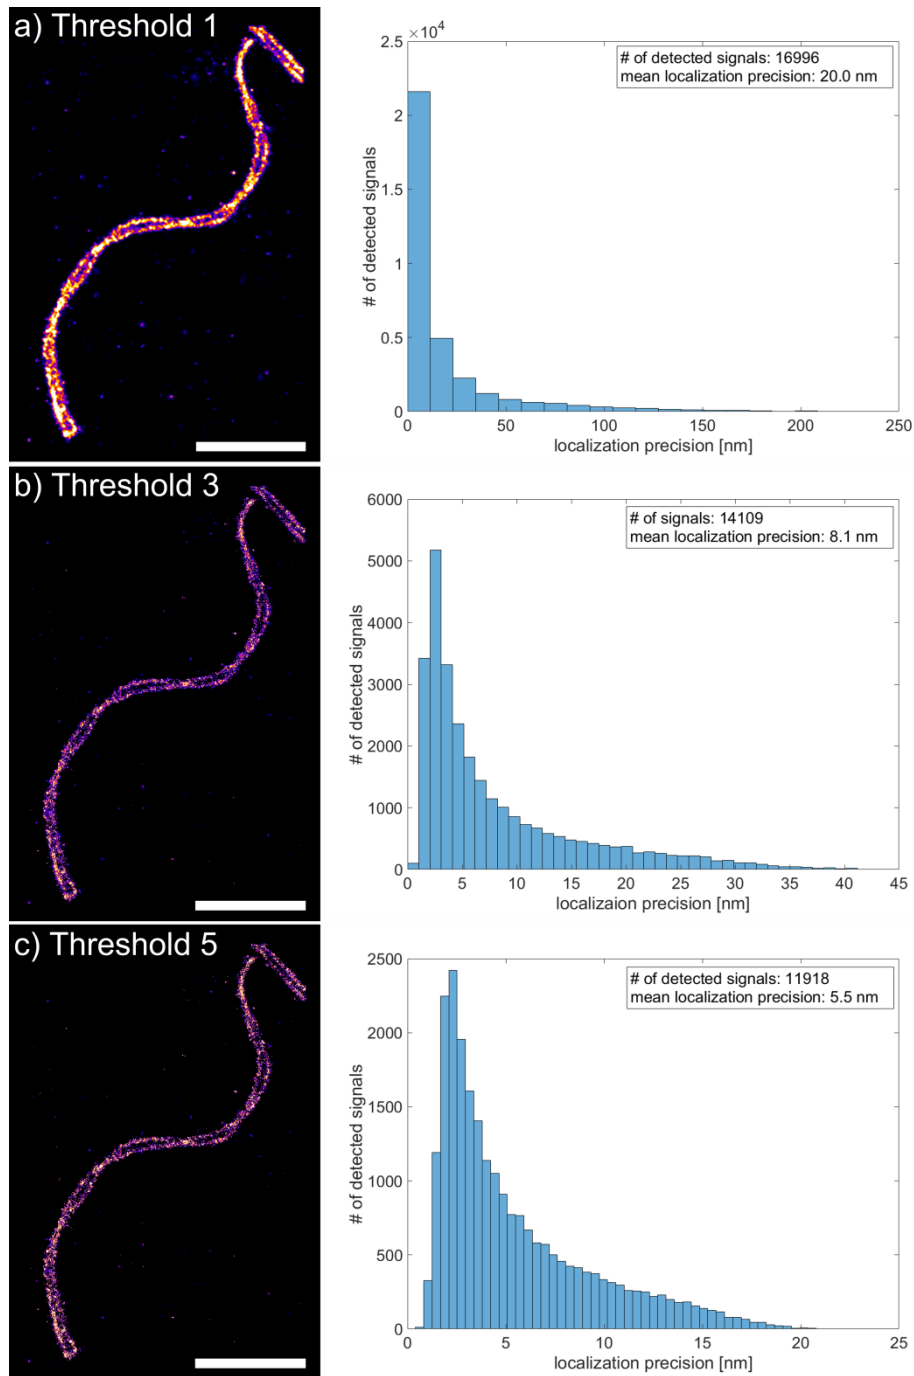 a) Threshold 1
×10⁴
# of detected signals: 16996
mean localization precision: 20.0 nm
2.5
2
1.5
1
0.5
0
# of detected signals
0 50 100 150 200 250
localization precision [nm]
b) Threshold 3
# of signals: 14109
mean localization precision: 8.1 nm
6000
5000
4000
3000
2000
1000
0
# of detected signals
0 5 10 15 20 25 30 35 40 45
localizaion precision [nm]
c) Threshold 5
# of detected signals: 11918
mean localization precision: 5.5 nm
2500
2000
1500
1000
500
0
# of detected signals
0 5 10 15 20 25
localization precision [nm]